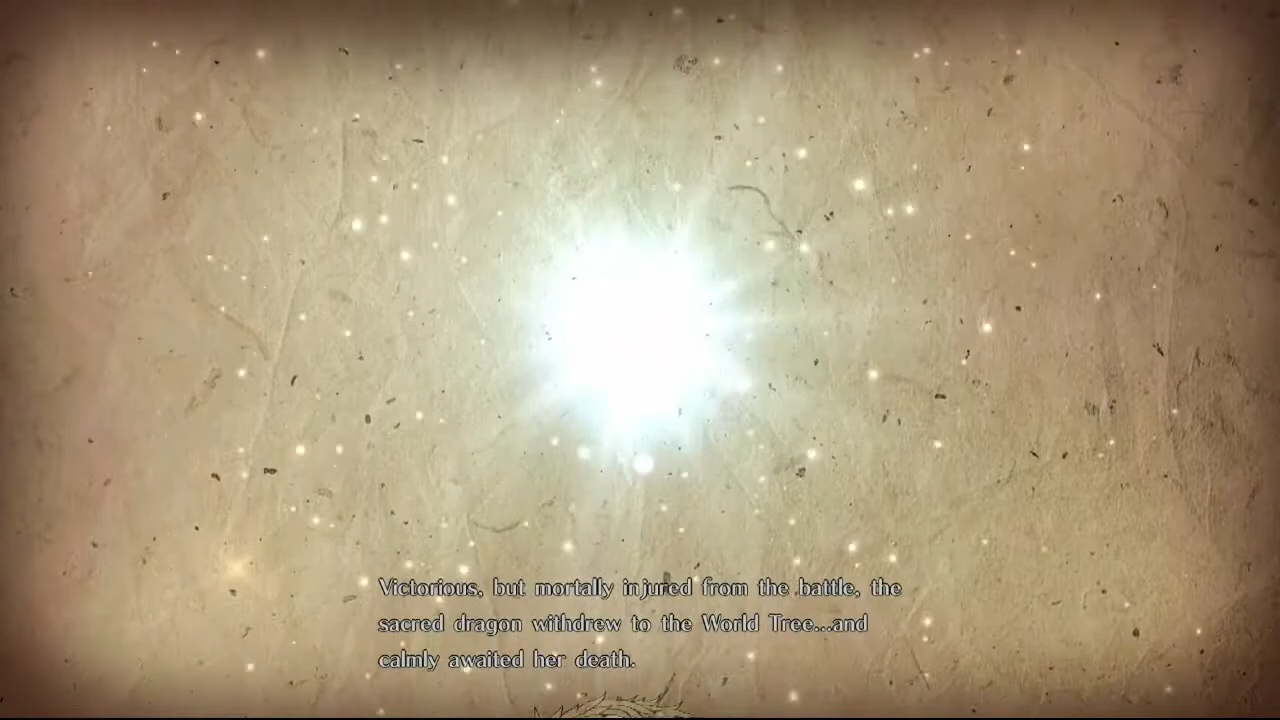 Victorious, but mortally injured from the battle, the
sacred dragon withdrew to the World Tree...and
calmly awaited her death.